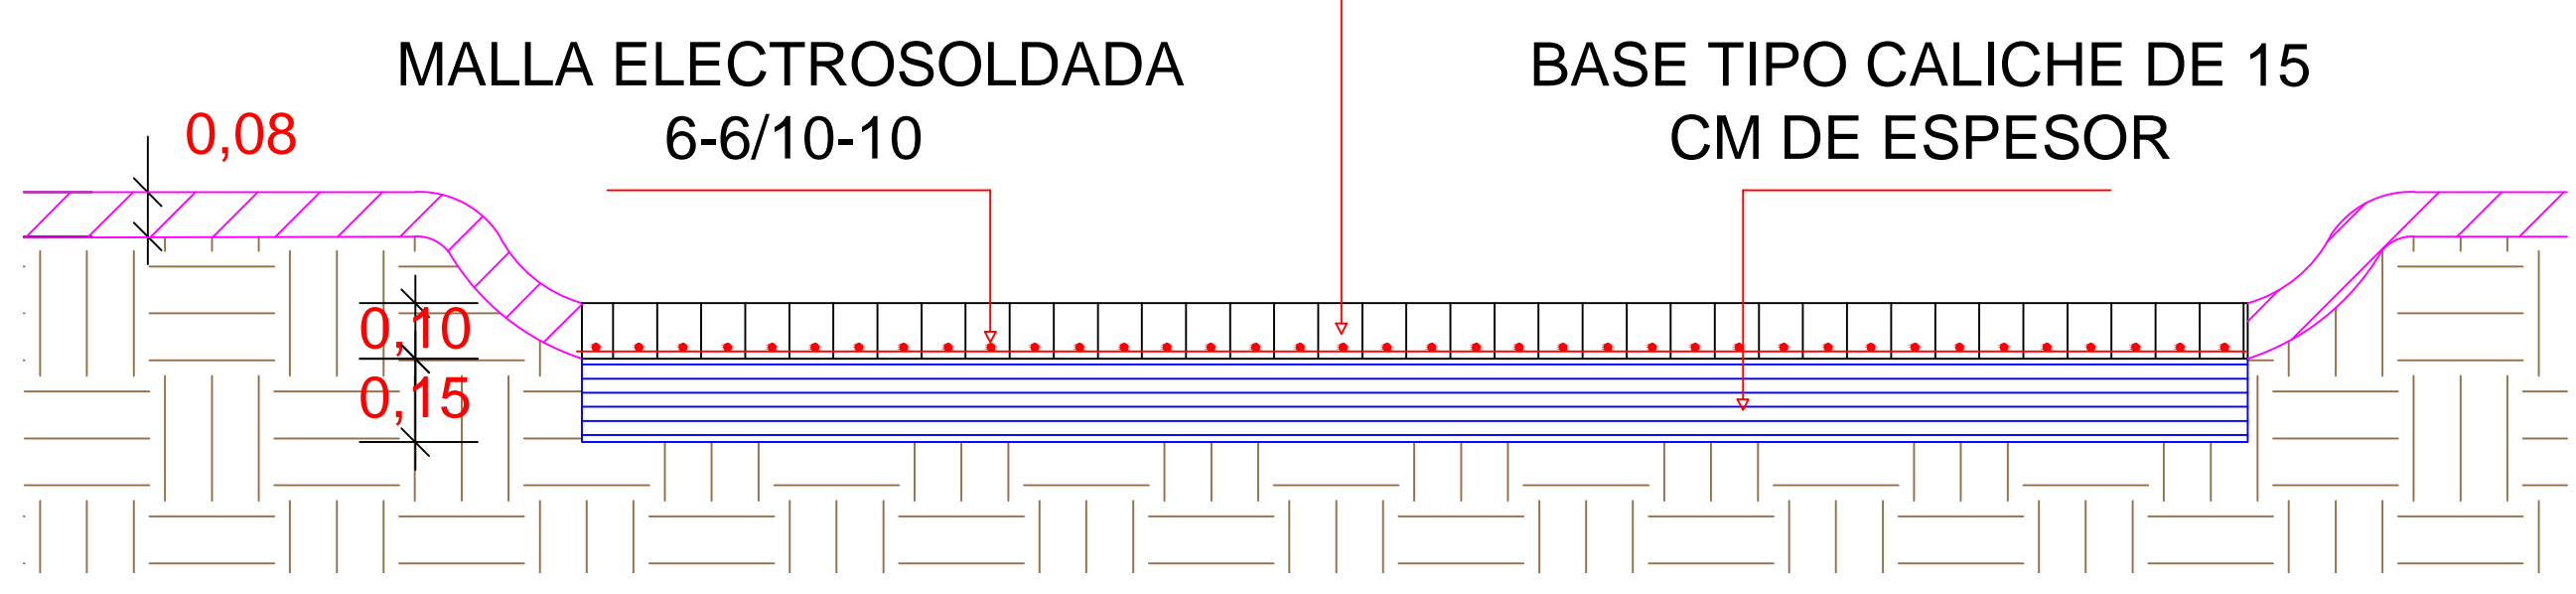 MALLA ELECTROSOLDADA
6-6/10-10
BASE TIPO CALICHE DE 15
CM DE ESPESOR
0,08
0,10
0,15